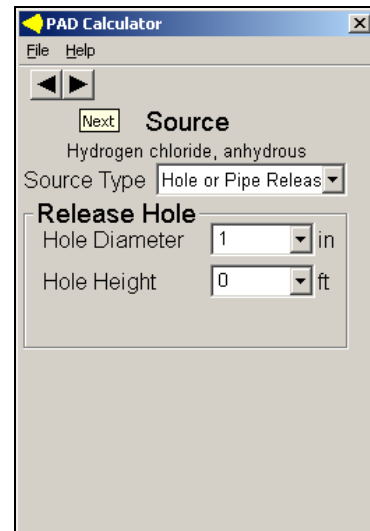 PAD Calculator
File Help
Next Source
Hydrogen chloride, anhydrous
Source Type Hole or Pipe Releas
Release Hole
Hole Diameter 1 in
Hole Height 0 ft